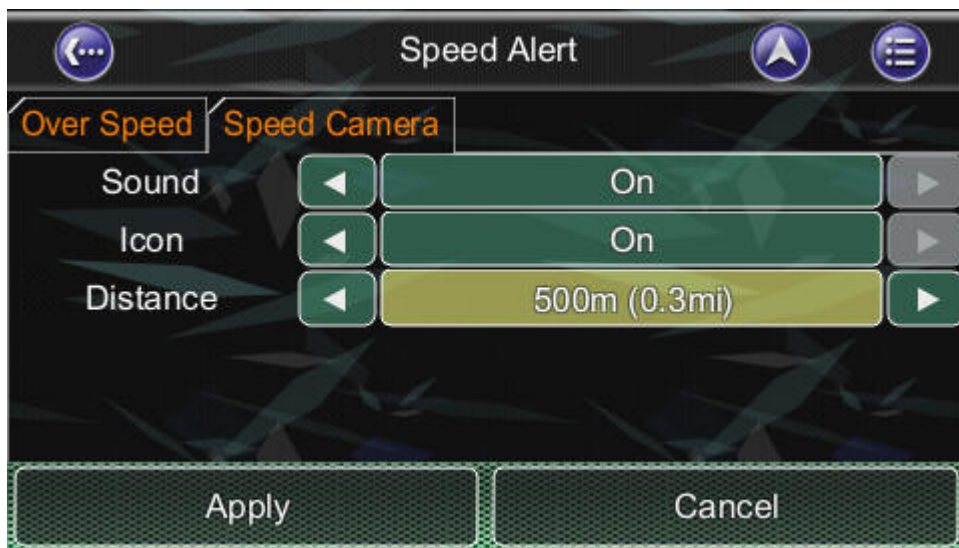 Speed Alert
Over Speed Speed Camera
Sound On
Icon On
Distance 500m (0.3mi)
Apply Cancel